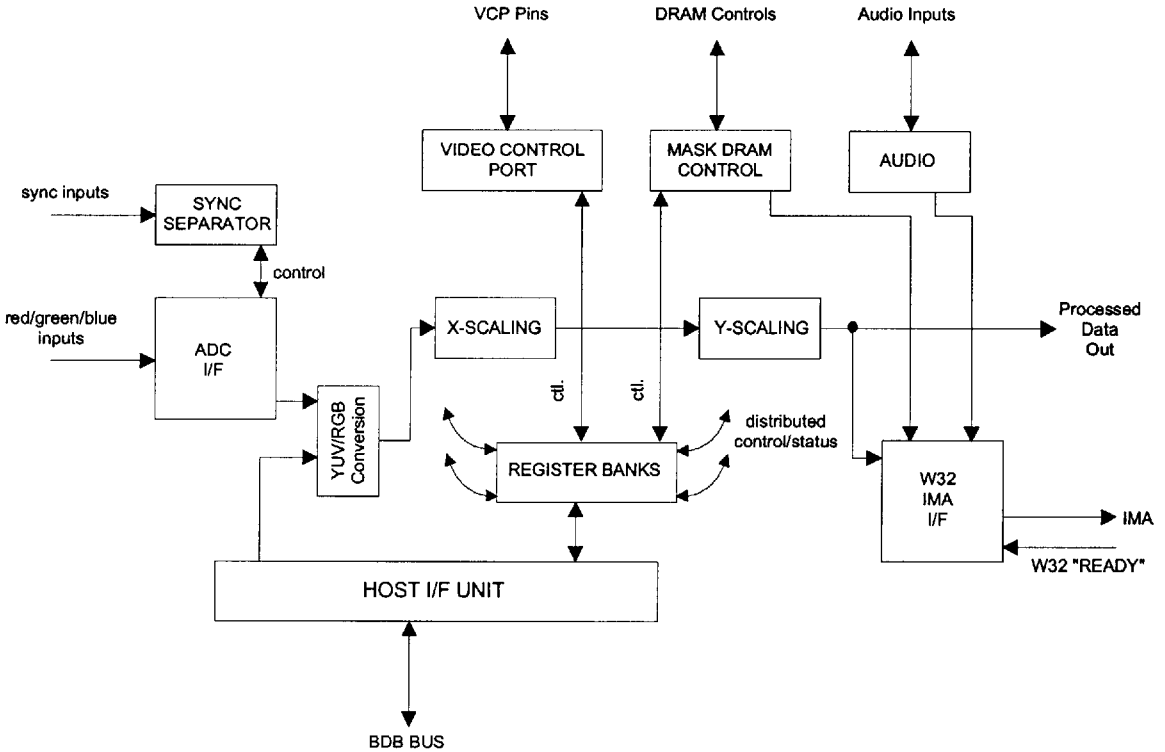 VCP Pins
DRAM Controls
Audio Inputs
VIDEO CONTROL
PORT
MASK DRAM
CONTROL
AUDIO
sync inputs
SYNC
SEPARATOR
control
red/green/blue
inputs
ADC
I/F
X-SCALING
Y-SCALING
Processed
Data
Out
YUV/RGB
Conversion
ctl.
ctl.
distributed
control/status
REGISTER BANKS
W32
IMA
I/F
IMA
W32 "READY"
HOST I/F UNIT
BDB BUS